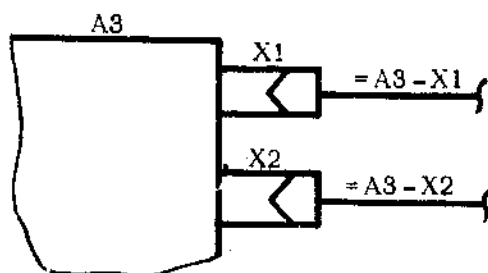 A3
X1
= A3 – X1
X2
= A3 – X2